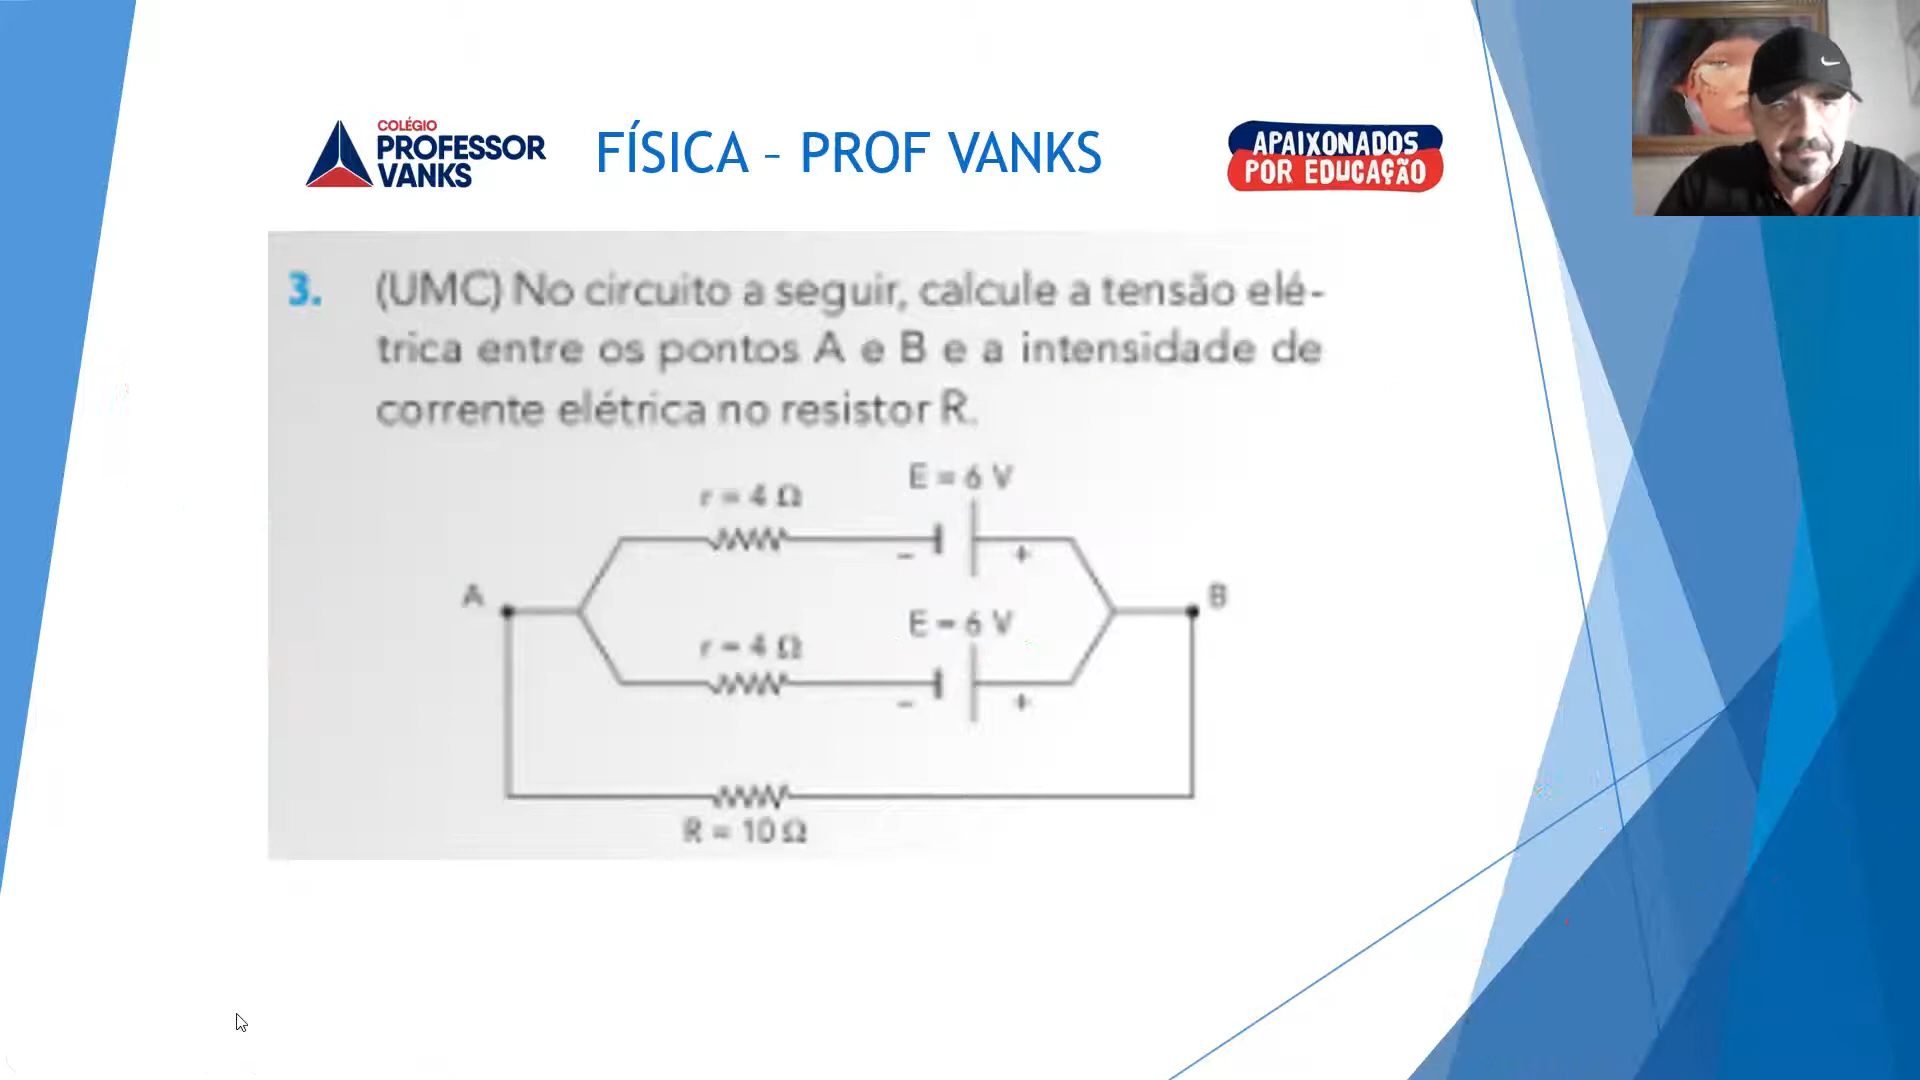 COLÉGIO
PROFESSOR
VANKS
FÍSICA – PROF VANKS
APAIXONADOS
POR EDUCAÇÃO
3. (UMC) No circuito a seguir, calcule a tensão elé-
trica entre os pontos A e B e a intensidade de
corrente elétrica no resistor R.
E = 6 V
r = 4 Ω
– +
A B
E = 6 V
r = 4 Ω
– +
R = 10 Ω